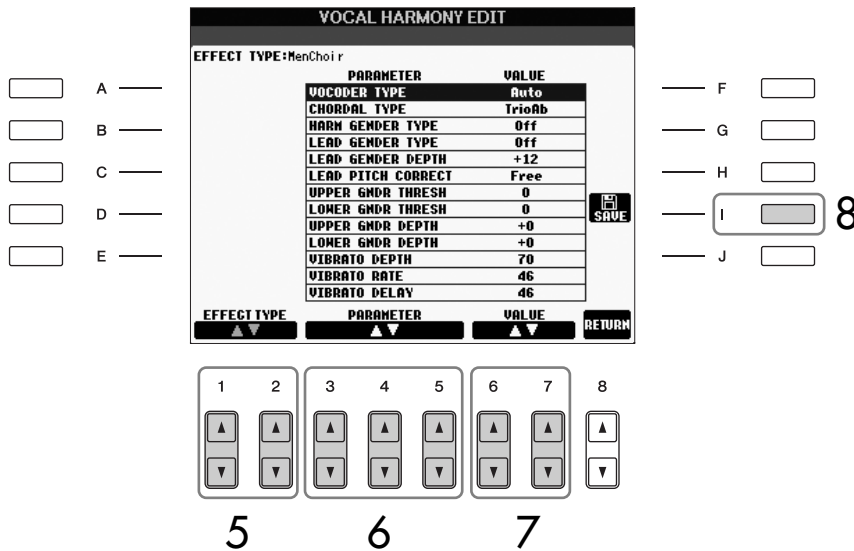 VOCAL HARMONY EDIT
EFFECT TYPE:MenChoir
PARAMETER VALUE
VOCODER TYPE Auto
CHORDAL TYPE TrioAb
HARM GENDER TYPE Off
LEAD GENDER TYPE Off
LEAD GENDER DEPTH +12
LEAD PITCH CORRECT Free
UPPER GNDR THRESH 0
LOWER GNDR THRESH 0
UPPER GNDR DEPTH +0
LOWER GNDR DEPTH +0
VIBRATO DEPTH 70
VIBRATO RATE 46
VIBRATO DELAY 46
SAVE
EFFECT TYPE PARAMETER VALUE RETURN
A
B
C
D
E
F
G
H
I 8
J
1 2 3 4 5 6 7 8
5 6 7